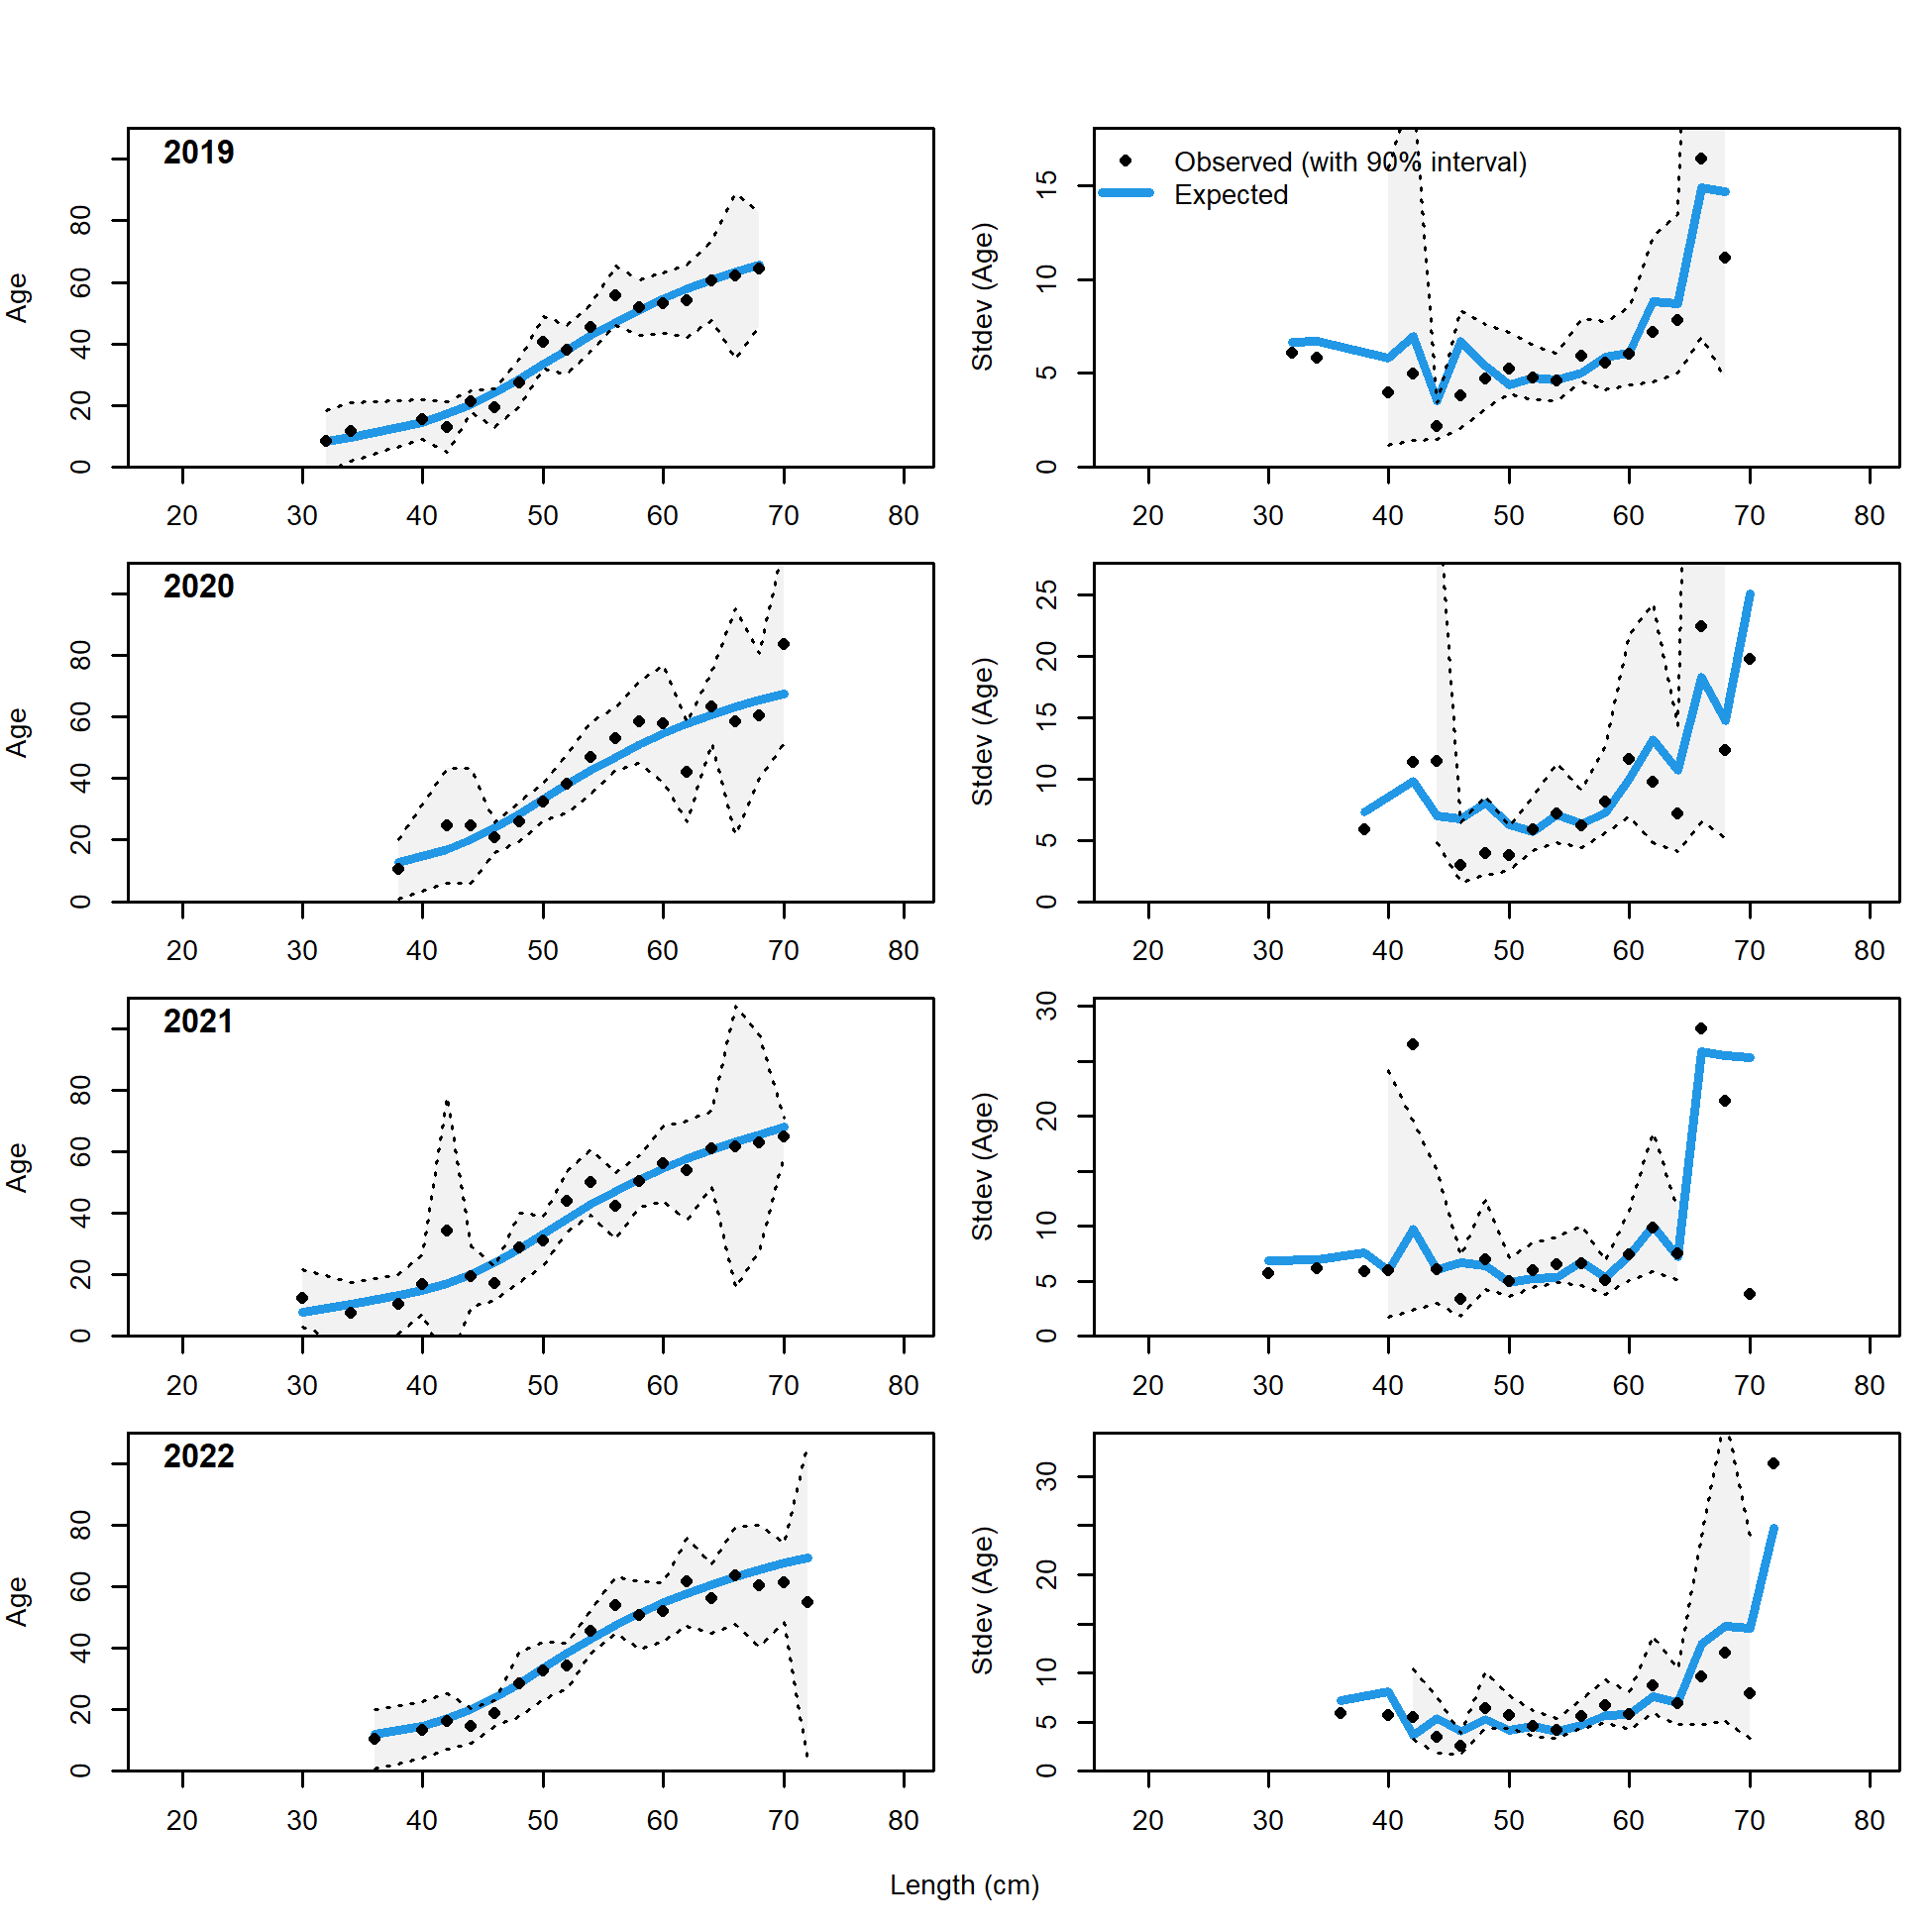 2019
Age
0 20 40 60 80
20 30 40 50 60 70 80
Observed (with 90% interval)
Expected
Stdev (Age)
0 5 10 15
20 30 40 50 60 70 80
2020
Age
0 20 40 60 80
20 30 40 50 60 70 80
Stdev (Age)
0 5 10 15 20 25
20 30 40 50 60 70 80
2021
Age
0 20 40 60 80
20 30 40 50 60 70 80
Stdev (Age)
0 5 10 20 30
20 30 40 50 60 70 80
2022
Age
0 20 40 60 80
20 30 40 50 60 70 80
Stdev (Age)
0 5 10 20 30
20 30 40 50 60 70 80
Length (cm)